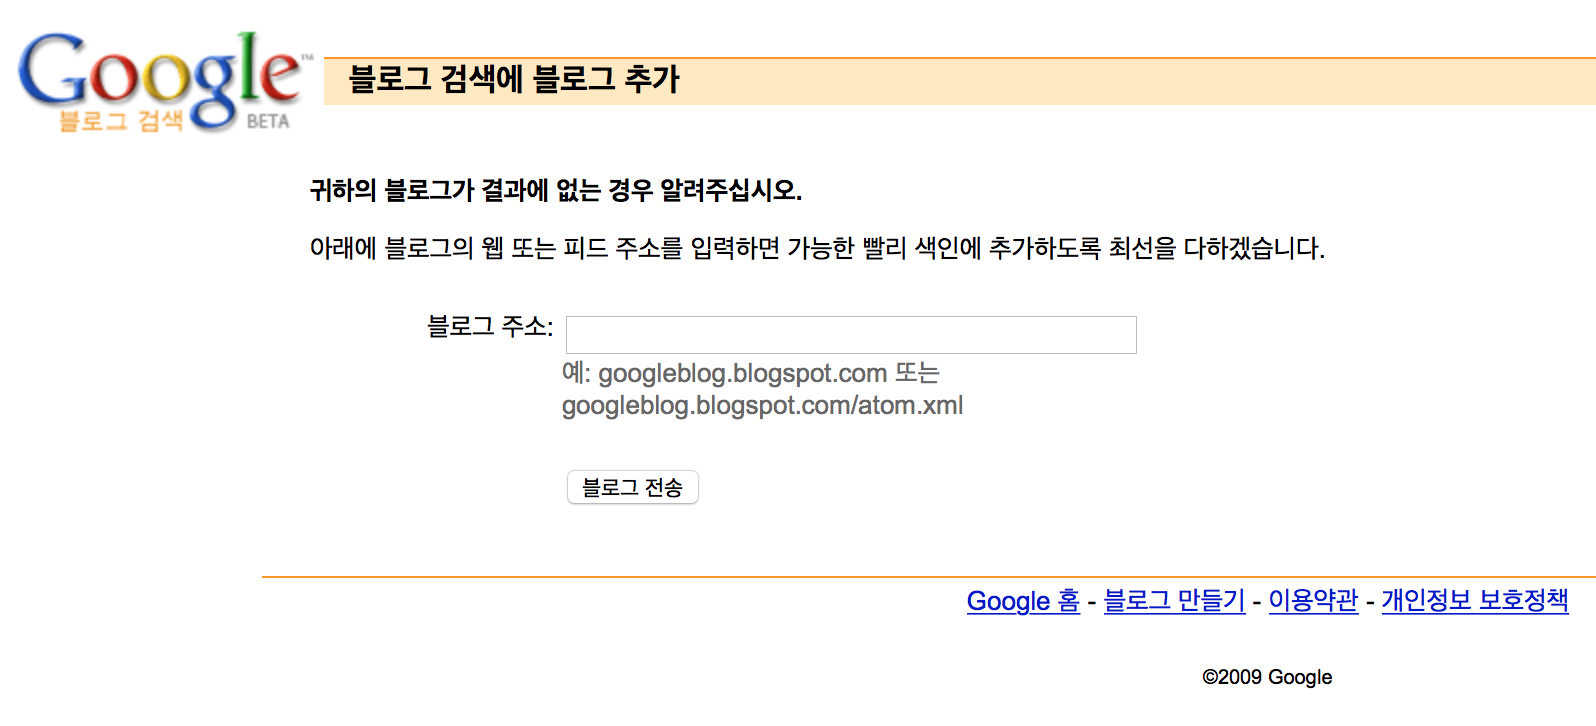 Google™
블로그 검색 BETA
블로그 검색에 블로그 추가
귀하의 블로그가 결과에 없는 경우 알려주십시오.
아래에 블로그의 웹 또는 피드 주소를 입력하면 가능한 빨리 색인에 추가하도록 최선을 다하겠습니다.
블로그 주소:
예: googleblog.blogspot.com 또는
googleblog.blogspot.com/atom.xml
블로그 전송
Google 홈 - 블로그 만들기 - 이용약관 - 개인정보 보호정책
©2009 Google